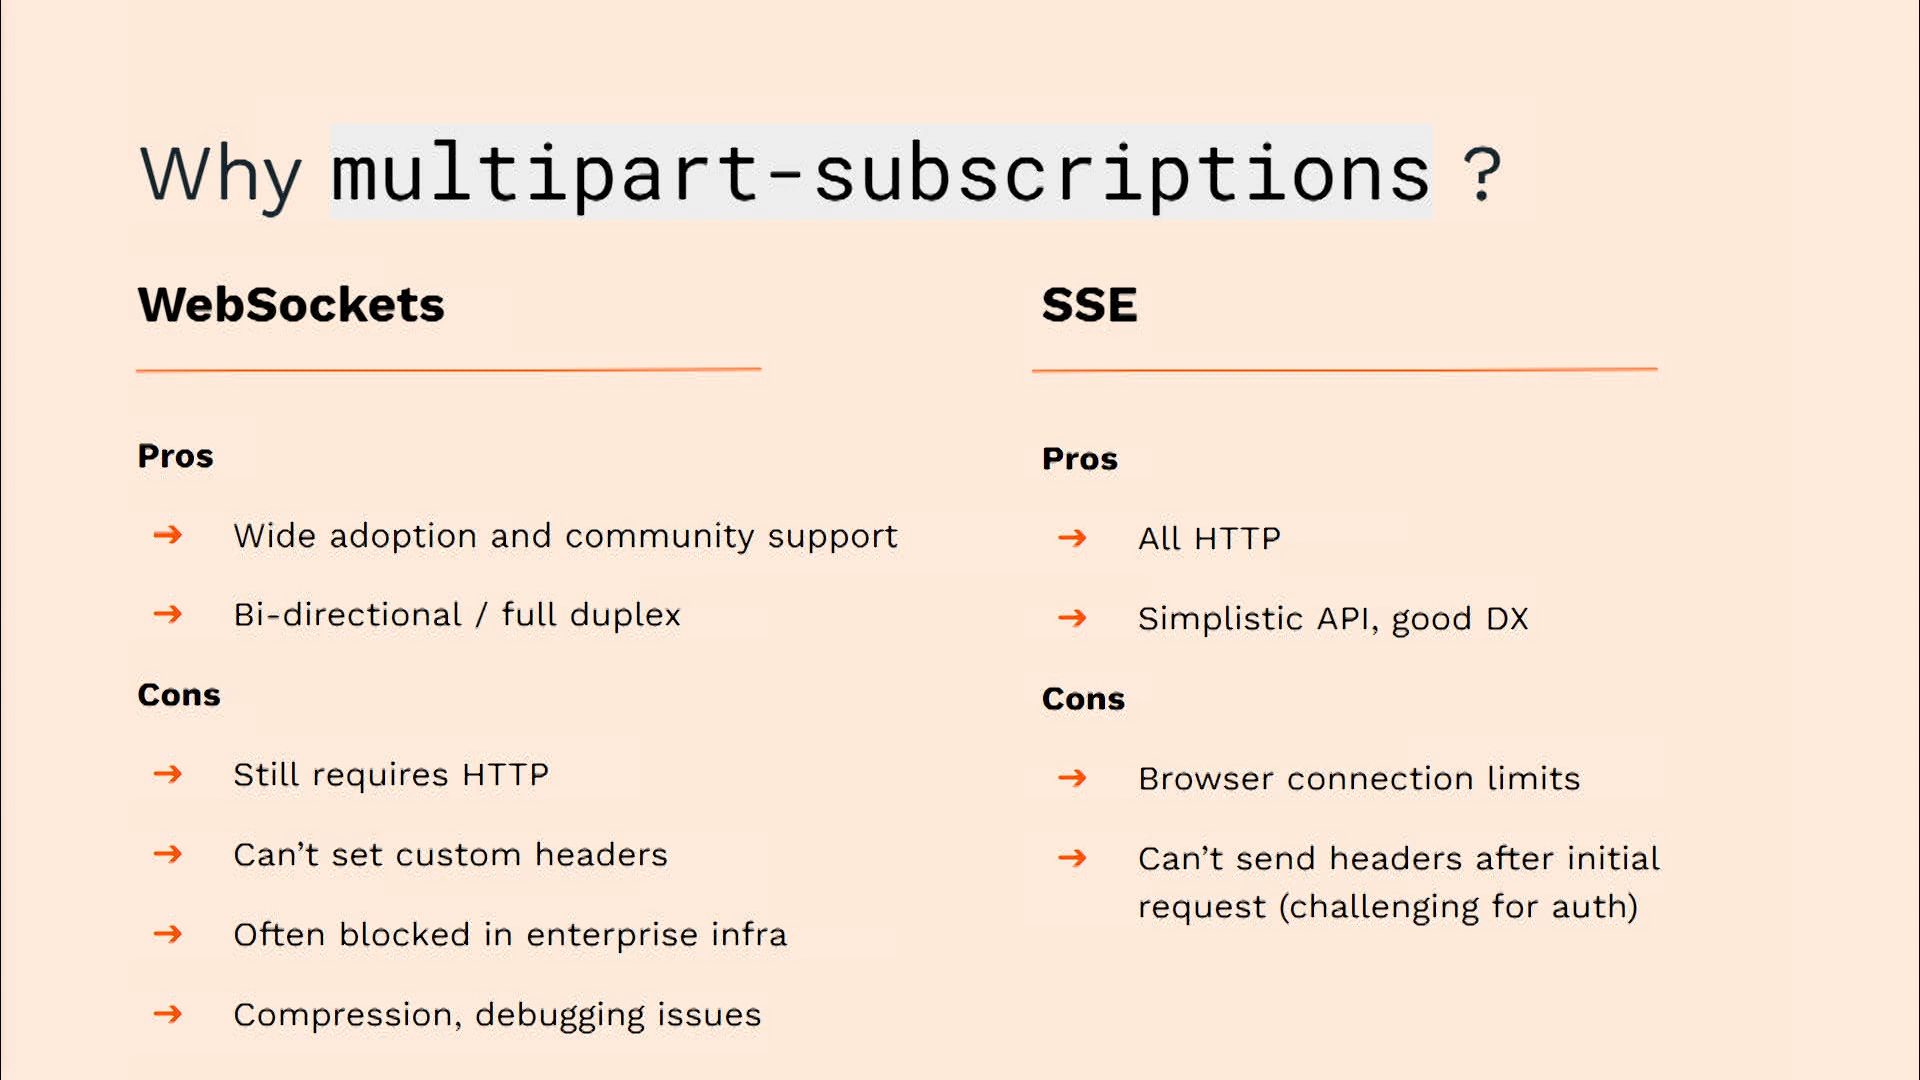 Why multipart-subscriptions ?
WebSockets
Pros
➔ Wide adoption and community support
➔ Bi-directional / full duplex
Cons
➔ Still requires HTTP
➔ Can’t set custom headers
➔ Often blocked in enterprise infra
➔ Compression, debugging issues
SSE
Pros
➔ All HTTP
➔ Simplistic API, good DX
Cons
➔ Browser connection limits
➔ Can’t send headers after initial
request (challenging for auth)